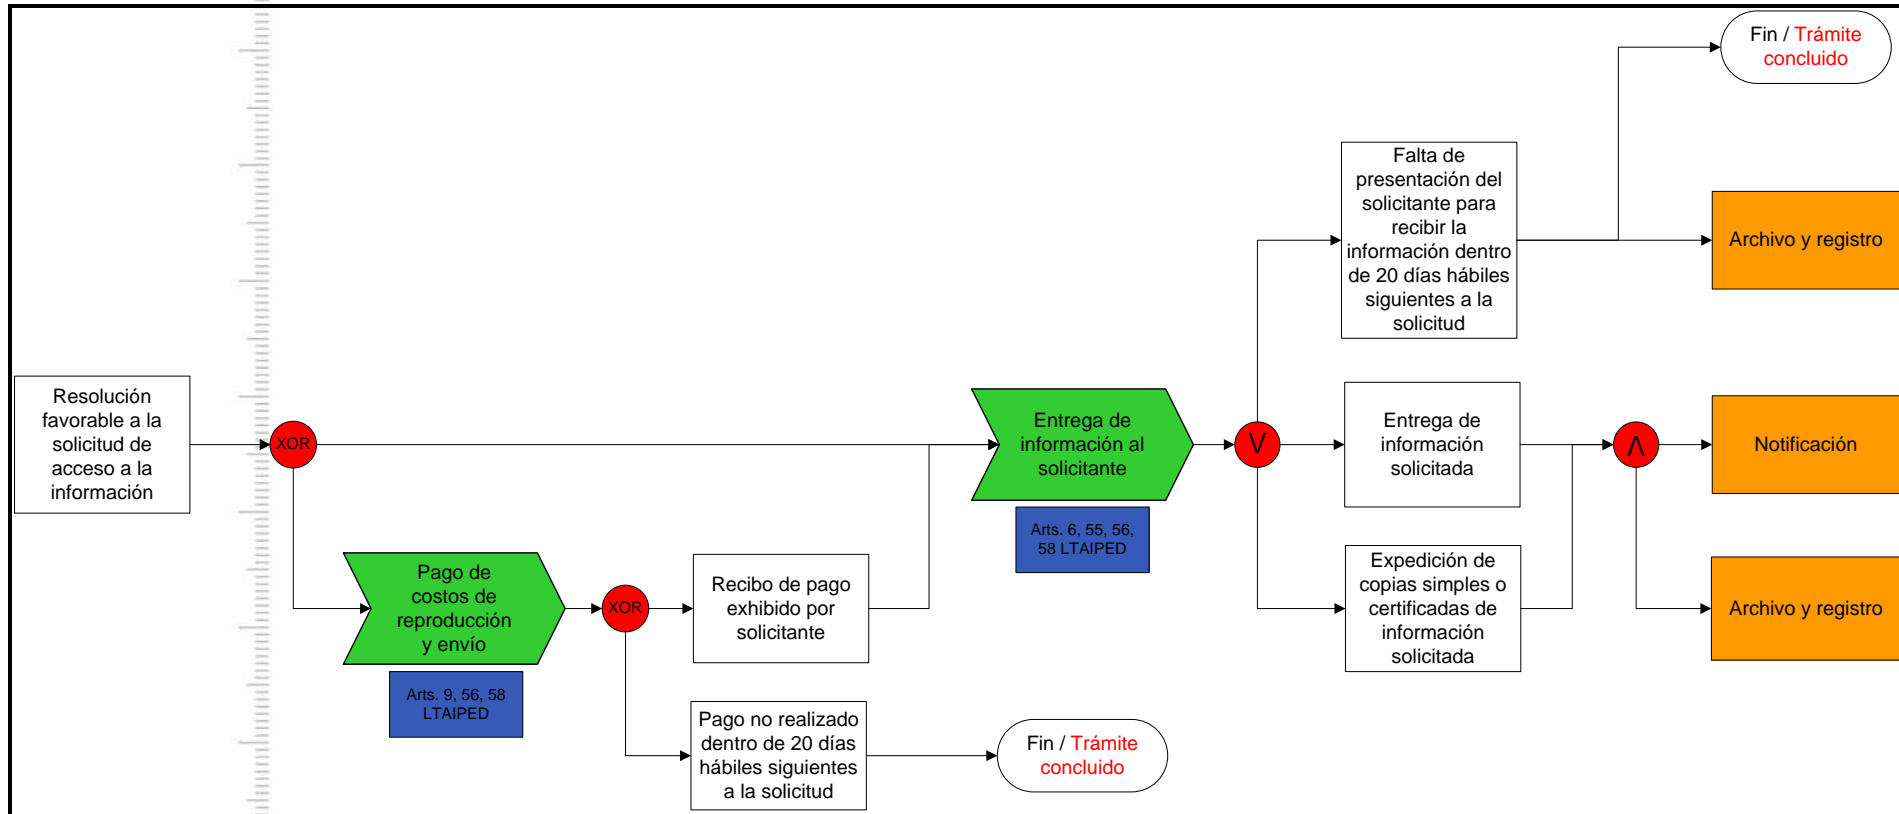 Fin / Trámite
concluido
Falta de
presentación del
solicitante para
recibir la
información dentro
de 20 días hábiles
siguientes a la
solicitud
Archivo y registro
Resolución
favorable a la
solicitud de
acceso a la
información
XOR
Entrega de
información al
solicitante
V
Entrega de
información
solicitada
Λ
Notificación
Arts. 6, 55, 56,
58 LTAIPED
Pago de
costos de
reproducción
y envío
XOR
Recibo de pago
exhibido por
solicitante
Expedición de
copias simples o
certificadas de
información
solicitada
Archivo y registro
Arts. 9, 56, 58
LTAIPED
Pago no realizado
dentro de 20 días
hábiles siguientes
a la solicitud
Fin / Trámite
concluido